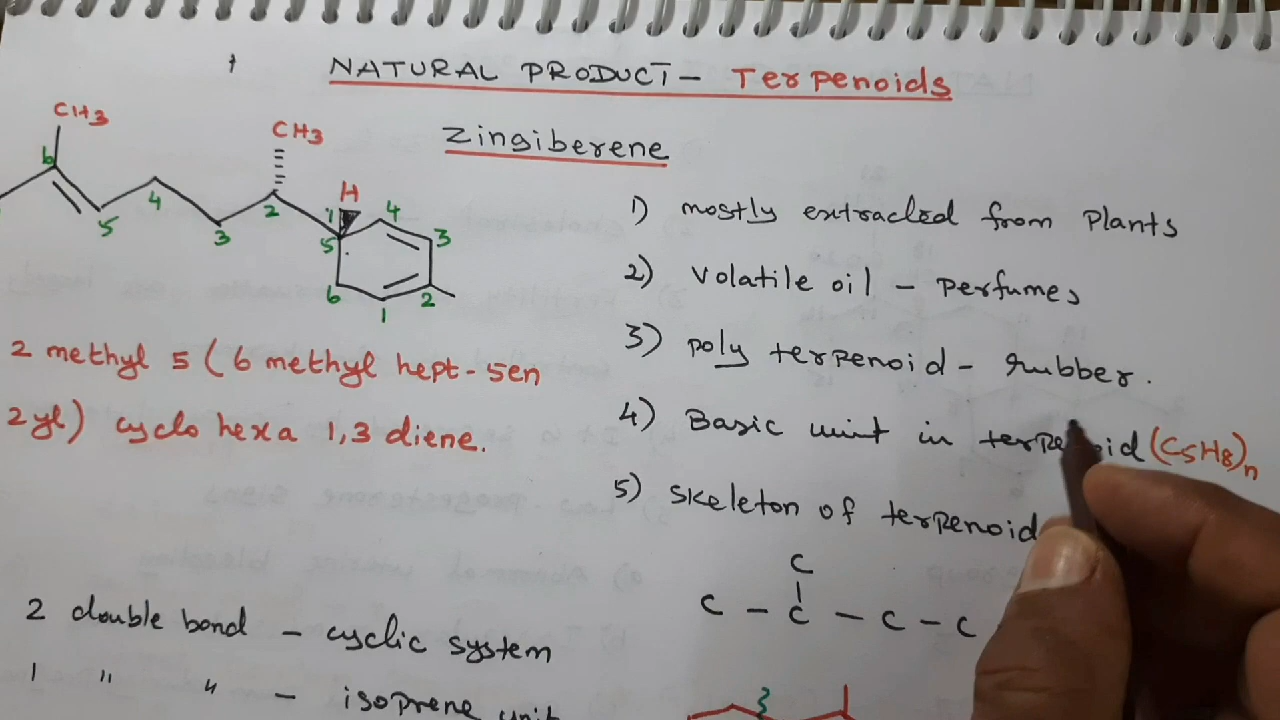 NATURAL PRODUCT - Terpenoids
Zingiberene
CH3
CH3
H
6
5
4
3
2
1
5
4
3
2
1
6
1) mostly extracted from plants
2) Volatile oil - perfumes
3) poly terpenoid - rubber.
4) Basic unit in terpenoid (C5H8)n
5) skeleton of terpenoid
C
C - C - C - C
2 methyl 5 (6 methyl hept-5en
2yl) cyclo hexa 1,3 diene.
2 double bond - cyclic system
1 " " - isoprene unit